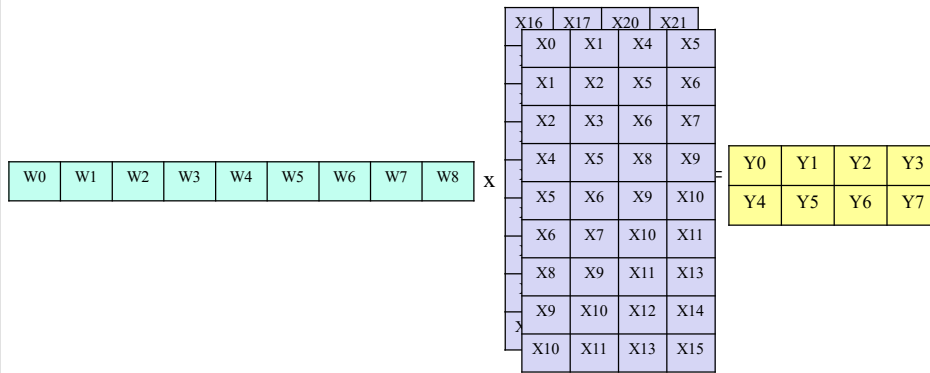 X16 X17 X20 X21
X0 X1 X4 X5
X1 X2 X5 X6
X2 X3 X6 X7
X4 X5 X8 X9
X5 X6 X9 X10
X6 X7 X10 X11
X8 X9 X11 X13
X9 X10 X12 X14
X10 X11 X13 X15
W0 W1 W2 W3 W4 W5 W6 W7 W8 x
=
Y0 Y1 Y2 Y3
Y4 Y5 Y6 Y7